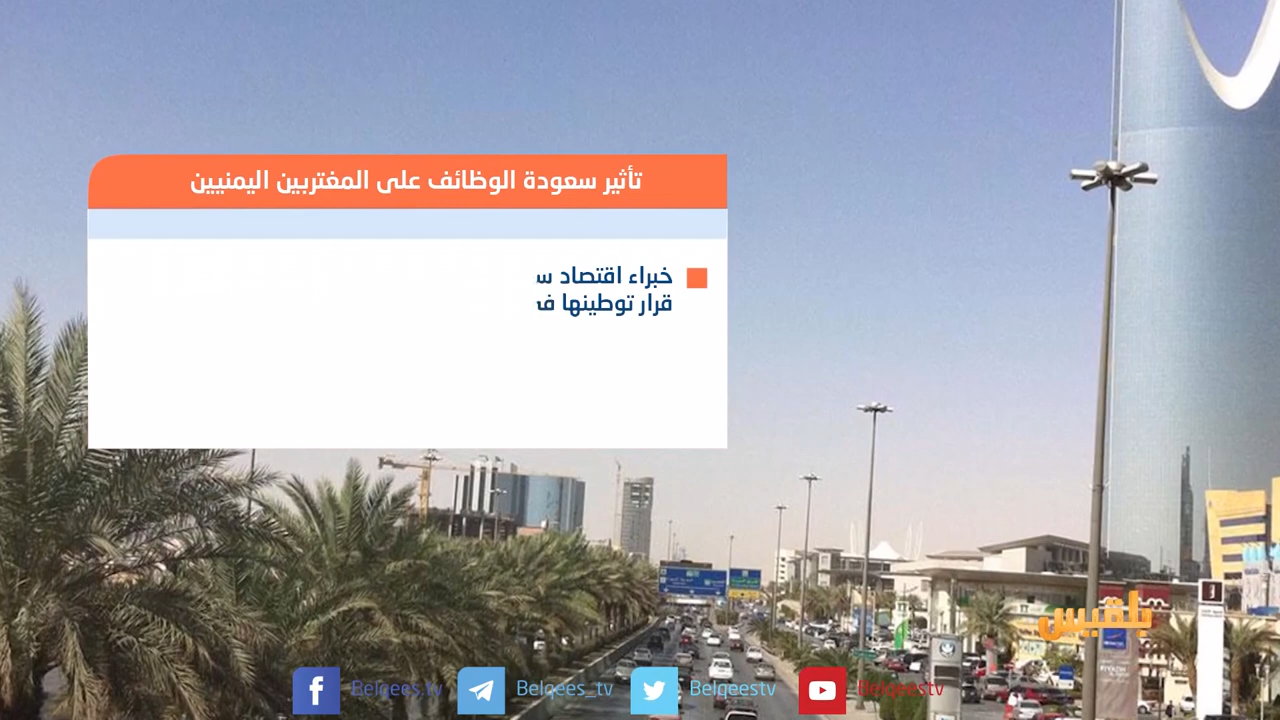 تأثير سعودة الوظائف على المغتربين اليمنيين
خبراء اقتصاد
قرار توطينها
بلقيس
Belqees.tv
Belqees_tv
Belqeestv
Belqeestv